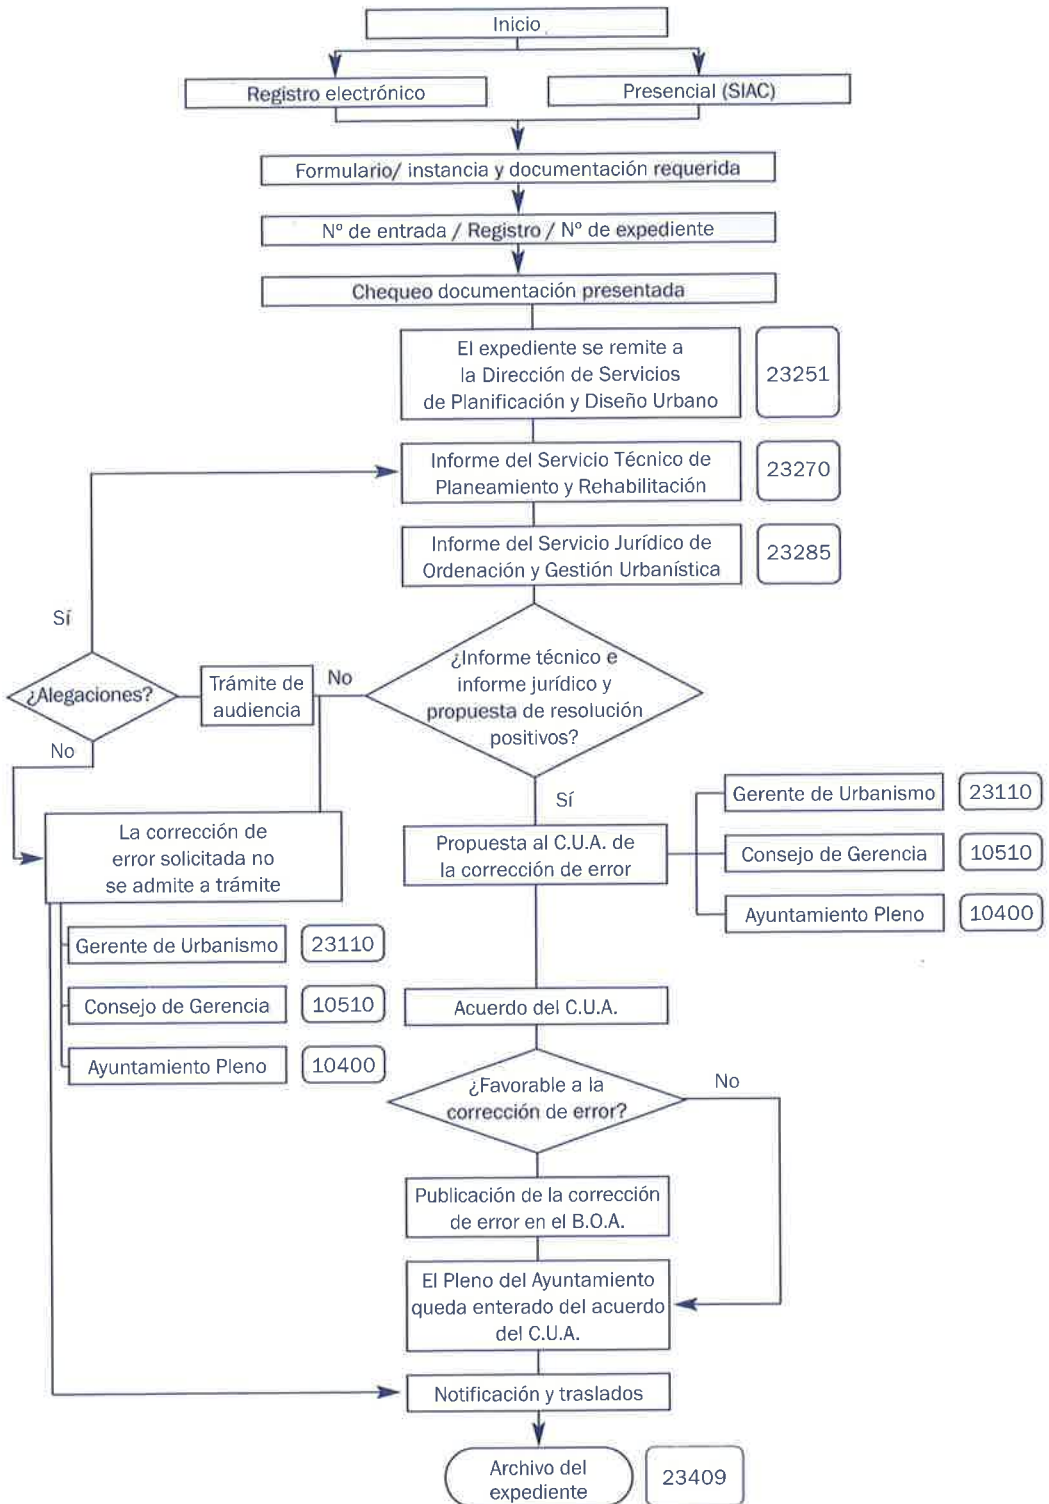 Inicio
Registro electrónico
Presencial (SIAC)
Formulario/ instancia y documentación requerida
Nº de entrada / Registro / Nº de expediente
Chequeo documentación presentada
El expediente se remite a
la Dirección de Servicios
de Planificación y Diseño Urbano
23251
Informe del Servicio Técnico de
Planeamiento y Rehabilitación
23270
Informe del Servicio Jurídico de
Ordenación y Gestión Urbanística
23285
Sí
¿Alegaciones?
No
Trámite de
audiencia
No
¿Informe técnico e
informe jurídico y
propuesta de resolución
positivos?
Sí
La corrección de
error solicitada no
se admite a trámite
Gerente de Urbanismo
23110
Consejo de Gerencia
10510
Ayuntamiento Pleno
10400
Propuesta al C.U.A. de
la corrección de error
Gerente de Urbanismo
23110
Consejo de Gerencia
10510
Ayuntamiento Pleno
10400
Acuerdo del C.U.A.
¿Favorable a la
corrección de error?
No
Publicación de la corrección
de error en el B.O.A.
El Pleno del Ayuntamiento
queda enterado del acuerdo
del C.U.A.
Notificación y traslados
Archivo del
expediente
23409